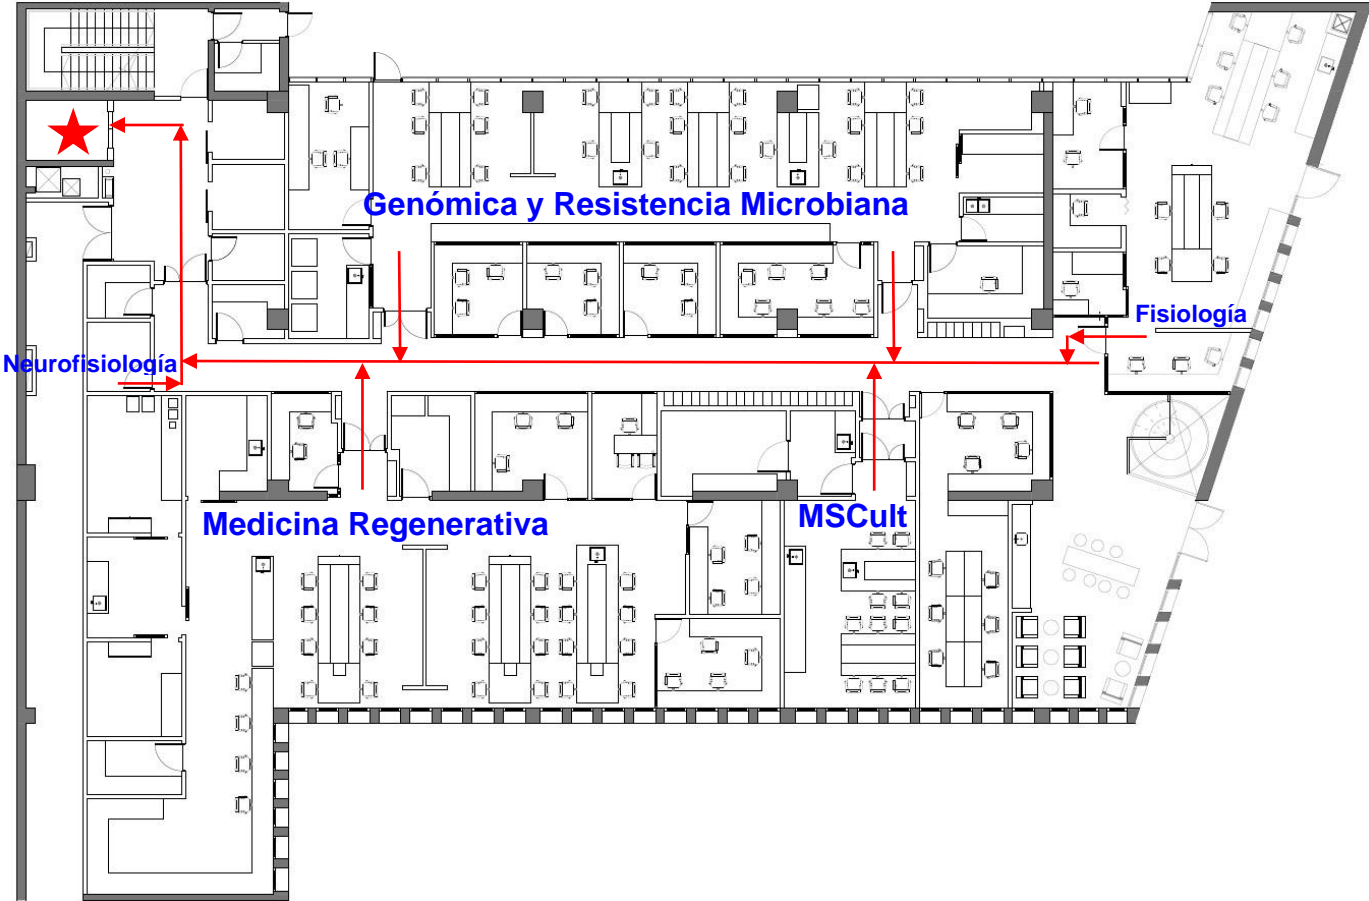 Genómica y Resistencia Microbiana
Fisiología
Neurofisiología
Medicina Regenerativa
MSCult